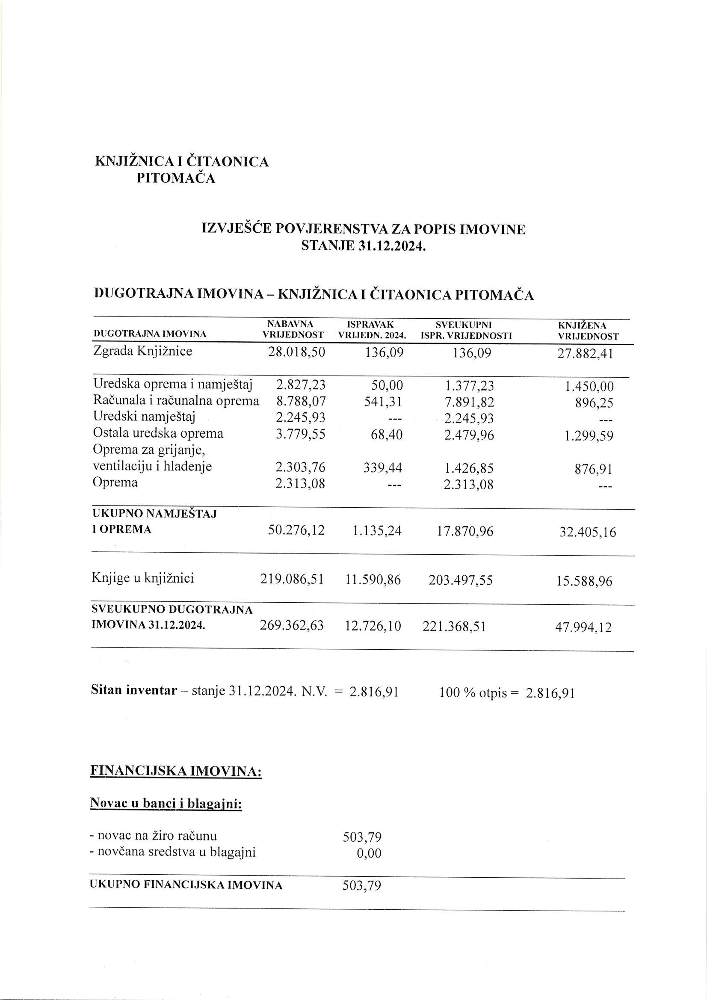 KNJIŽNICA I ČITAONICA
PITOMAČA
IZVJEŠĆE POVJERENSTVA ZA POPIS IMOVINE
STANJE 31.12.2024.
DUGOTRAJNA IMOVINA – KNJIŽNICA I ČITAONICA PITOMAČA
NABAVNA ISPRAVAK SVEUKUPNI KNJIŽENA
DUGOTRAJNA IMOVINA VRIJEDNOST VRIJEDN. 2024. ISPR. VRIJEDNOSTI VRIJEDNOST
Zgrada Knjižnice 28.018,50 136,09 136,09 27.882,41
Uredska oprema i namještaj 2.827,23 50,00 1.377,23 1.450,00
Računala i računalna oprema 8.788,07 541,31 7.891,82 896,25
Uredski namještaj 2.245,93 --- 2.245,93 ---
Ostala uredska oprema 3.779,55 68,40 2.479,96 1.299,59
Oprema za grijanje,
ventilaciju i hlađenje 2.303,76 339,44 1.426,85 876,91
Oprema 2.313,08 --- 2.313,08 ---
UKUPNO NAMJEŠTAJ
I OPREMA 50.276,12 1.135,24 17.870,96 32.405,16
Knjige u knjižnici 219.086,51 11.590,86 203.497,55 15.588,96
SVEUKUPNO DUGOTRAJNA
IMOVINA 31.12.2024. 269.362,63 12.726,10 221.368,51 47.994,12
Sitan inventar – stanje 31.12.2024. N.V. = 2.816,91 100 % otpis = 2.816,91
FINANCIJSKA IMOVINA:
Novac u banci i blagajni:
- novac na žiro računu 503,79
- novčana sredstva u blagajni 0,00
UKUPNO FINANCIJSKA IMOVINA 503,79